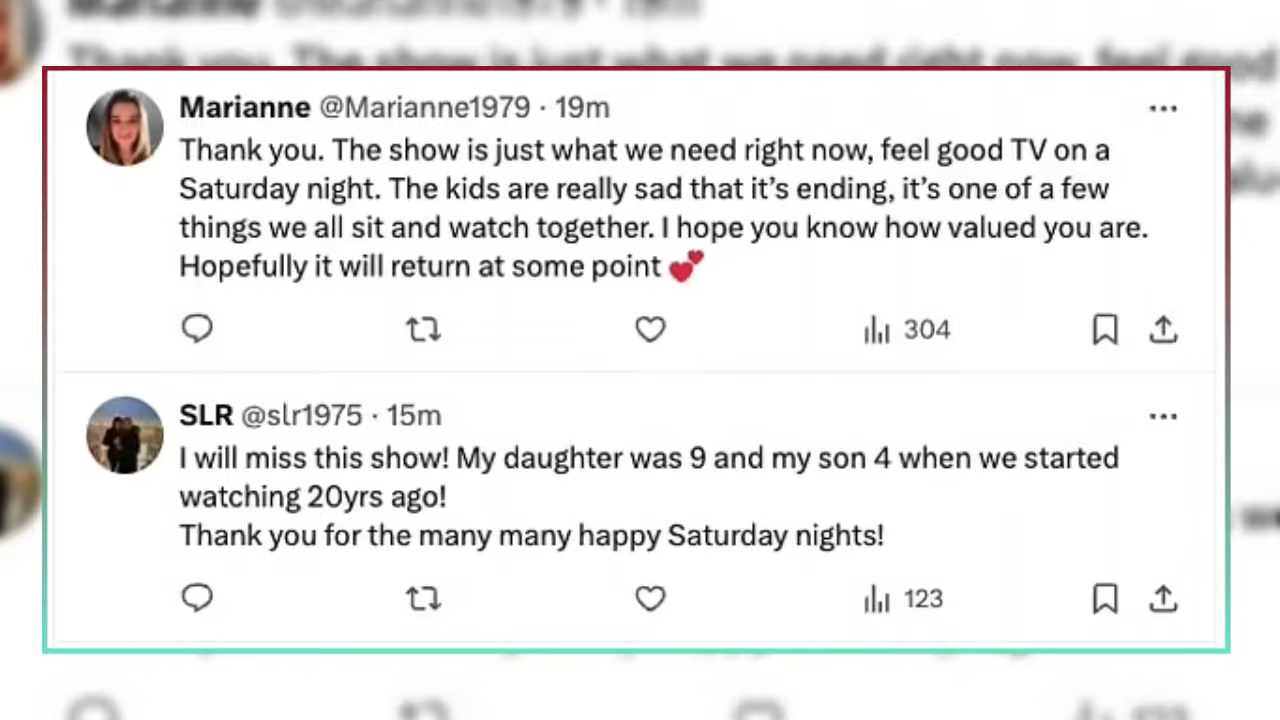 Marianne @Marianne1979 · 19m
Thank you. The show is just what we need right now, feel good TV on a
Saturday night. The kids are really sad that it's ending, it's one of a few
things we all sit and watch together. I hope you know how valued you are.
Hopefully it will return at some point 💕
304
SLR @slr1975 · 15m
I will miss this show! My daughter was 9 and my son 4 when we started
watching 20yrs ago!
Thank you for the many many happy Saturday nights!
123